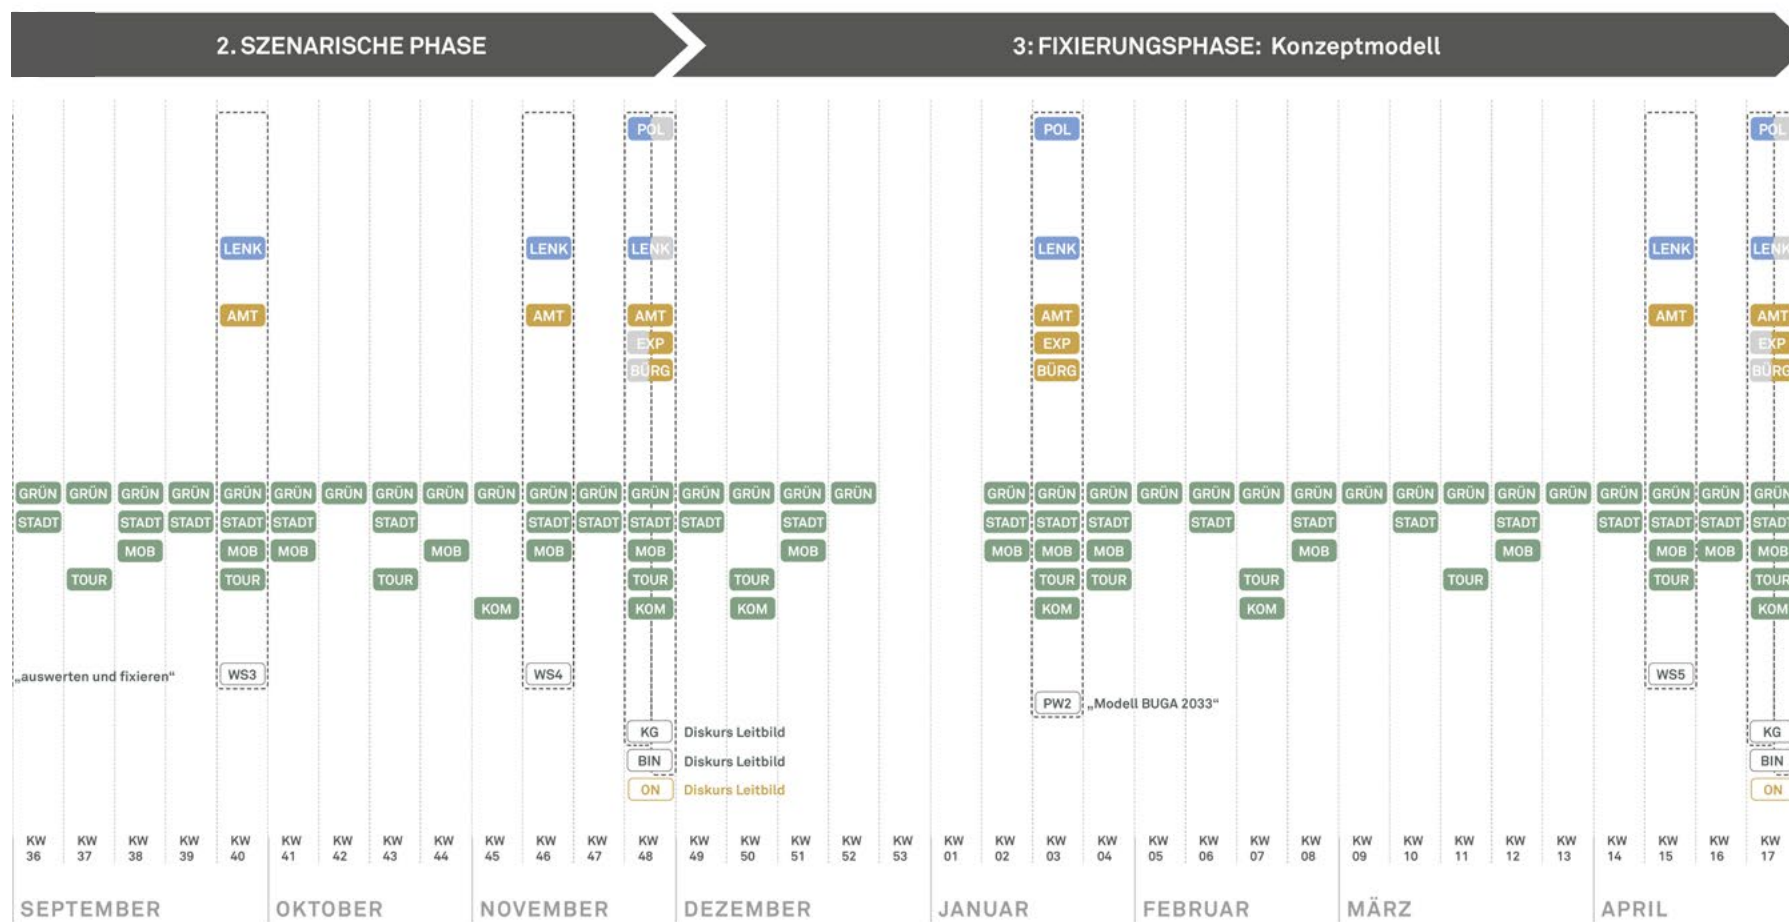 2. SZENARISCHE PHASE
3: FIXIERUNGSPHASE: Konzeptmodell
POL POL POL
LENK LENK LENK LENK LENK LENK
AMT AMT AMT AMT AMT AMT
EXP EXP EXP
BÜRG BÜRG BÜRG
GRÜN GRÜN GRÜN GRÜN GRÜN GRÜN GRÜN GRÜN GRÜN GRÜN GRÜN GRÜN GRÜN GRÜN GRÜN GRÜN GRÜN GRÜN GRÜN GRÜN GRÜN GRÜN GRÜN GRÜN GRÜN GRÜN GRÜN GRÜN GRÜN GRÜN GRÜN GRÜN GRÜN
STADT STADT STADT STADT STADT STADT STADT STADT STADT STADT STADT STADT STADT STADT STADT STADT STADT STADT STADT STADT STADT STADT
MOB MOB MOB MOB MOB MOB MOB MOB MOB MOB MOB MOB MOB MOB MOB
TOUR TOUR TOUR TOUR TOUR TOUR TOUR TOUR TOUR TOUR TOUR
KOM KOM KOM KOM KOM KOM
„auswerten und fixieren“ WS3 WS4 WS5
PW2 „Modell BUGA 2033“
KG Diskurs Leitbild KG
BIN Diskurs Leitbild BIN
ON Diskurs Leitbild ON
KW KW KW KW KW KW KW KW KW KW KW KW KW KW KW KW KW KW KW KW KW KW KW KW KW KW KW KW KW KW KW KW KW KW KW
36 37 38 39 40 41 42 43 44 45 46 47 48 49 50 51 52 53 01 02 03 04 05 06 07 08 09 10 11 12 13 14 15 16 17
SEPTEMBER OKTOBER NOVEMBER DEZEMBER JANUAR FEBRUAR MÄRZ APRIL